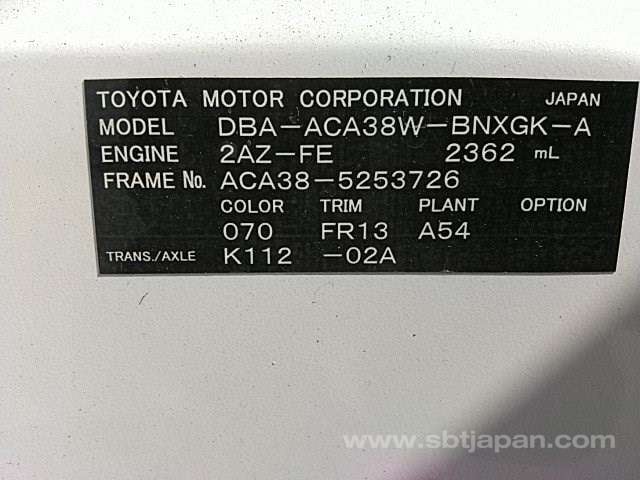 TOYOTA MOTOR CORPORATION JAPAN
MODEL DBA-ACA38W-BNXGK-A
ENGINE 2AZ-FE 2362 mL
FRAME No. ACA38-5253726
COLOR TRIM PLANT OPTION
070 FR13 A54
TRANS./AXLE K112 -02A
www.sbtjapan.com